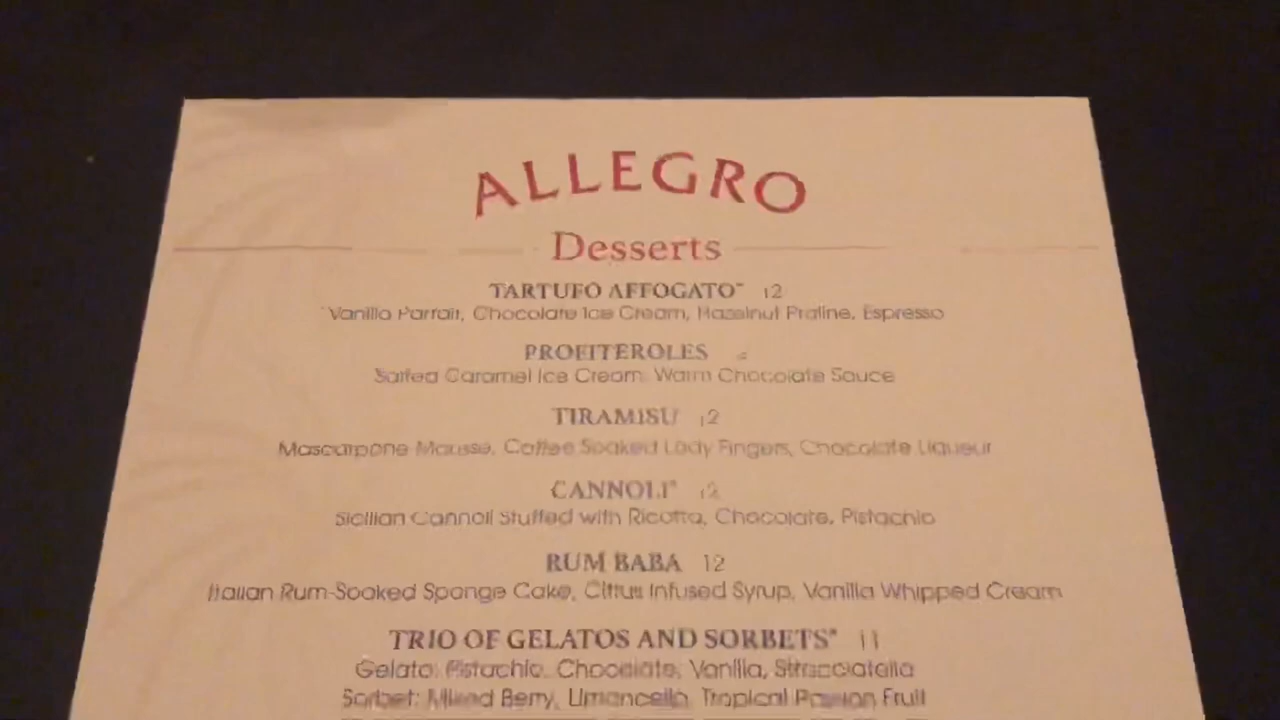 ALLEGRO
Desserts
TARTUFO AFFOGATO* 12
Vanilla Parfait, Chocolate Ice Cream, Hazelnut Praline, Espresso
PROFITEROLES
Salted Caramel Ice Cream, Warm Chocolate Sauce
TIRAMISU 12
Mascarpone Mousse, Coffee Soaked Lady Fingers, Chocolate Liqueur
CANNOLI* 12
Sicilian Cannoli Stuffed with Ricotta, Chocolate, Pistachio
RUM BABA 12
Italian Rum-Soaked Sponge Cake, Citrus Infused Syrup, Vanilla Whipped Cream
TRIO OF GELATOS AND SORBETS* 11
Gelato: Pistachio, Chocolate, Vanilla, Stracciatella
Sorbet: Mixed Berry, Limoncello, Tropical Passion Fruit